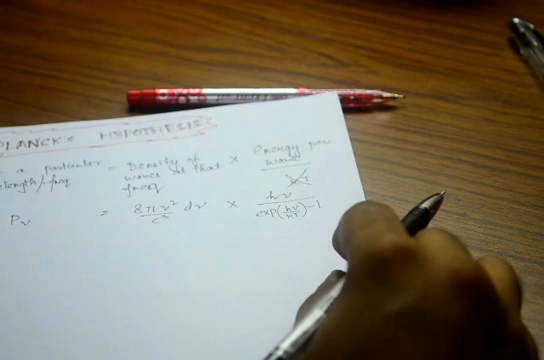 PLANCK'S HYPOTHESIS
a particular = Density of × Energy per
waves at that wave
freq
Pν = 8πν²/c³ dν × hν/exp(hν/kT)-1